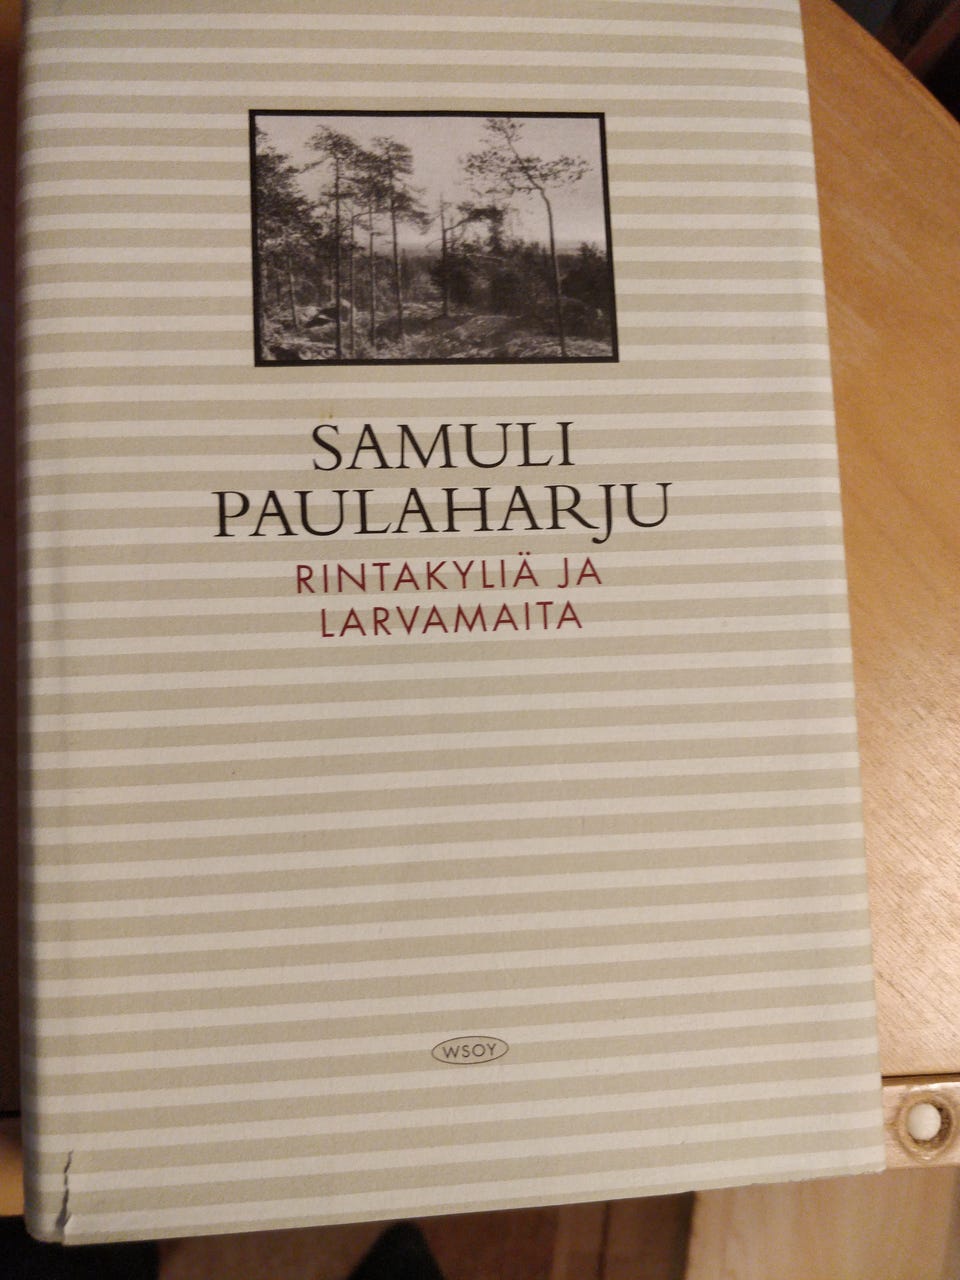 SAMULI
PAULAHARJU
RINTAKYLIÄ JA
LARVAMAITA
WSOY